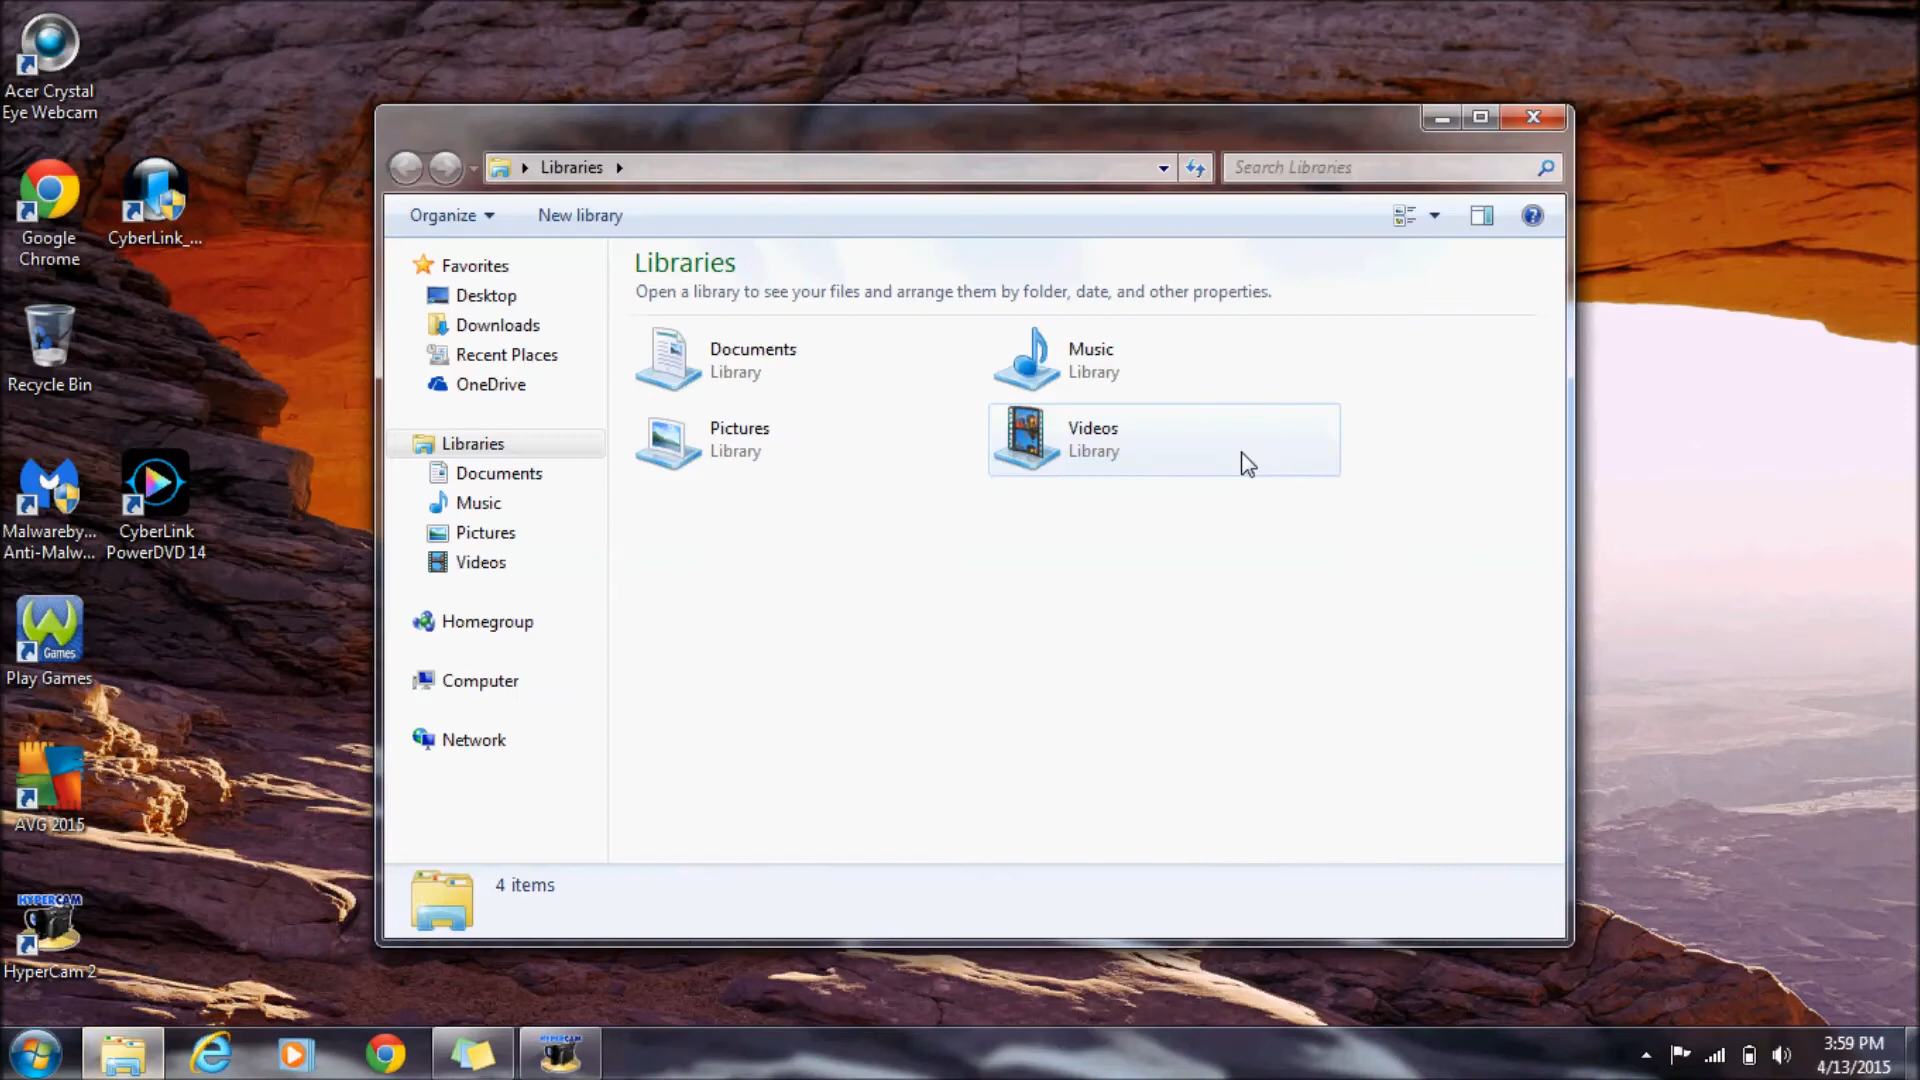 Acer Crystal
Eye Webcam
Google
Chrome
CyberLink_...
Recycle Bin
Malwareby...
Anti-Malw...
CyberLink
PowerDVD 14
Games
Play Games
AVG 2015
HYPERCAM
HyperCam 2
Libraries
Search Libraries
Organize
New library
Favorites
Desktop
Downloads
Recent Places
OneDrive
Libraries
Documents
Music
Pictures
Videos
Homegroup
Computer
Network
Libraries
Open a library to see your files and arrange them by folder, date, and other properties.
Documents
Library
Music
Library
Pictures
Library
Videos
Library
4 items
HYPERCAM
3:59 PM
4/13/2015